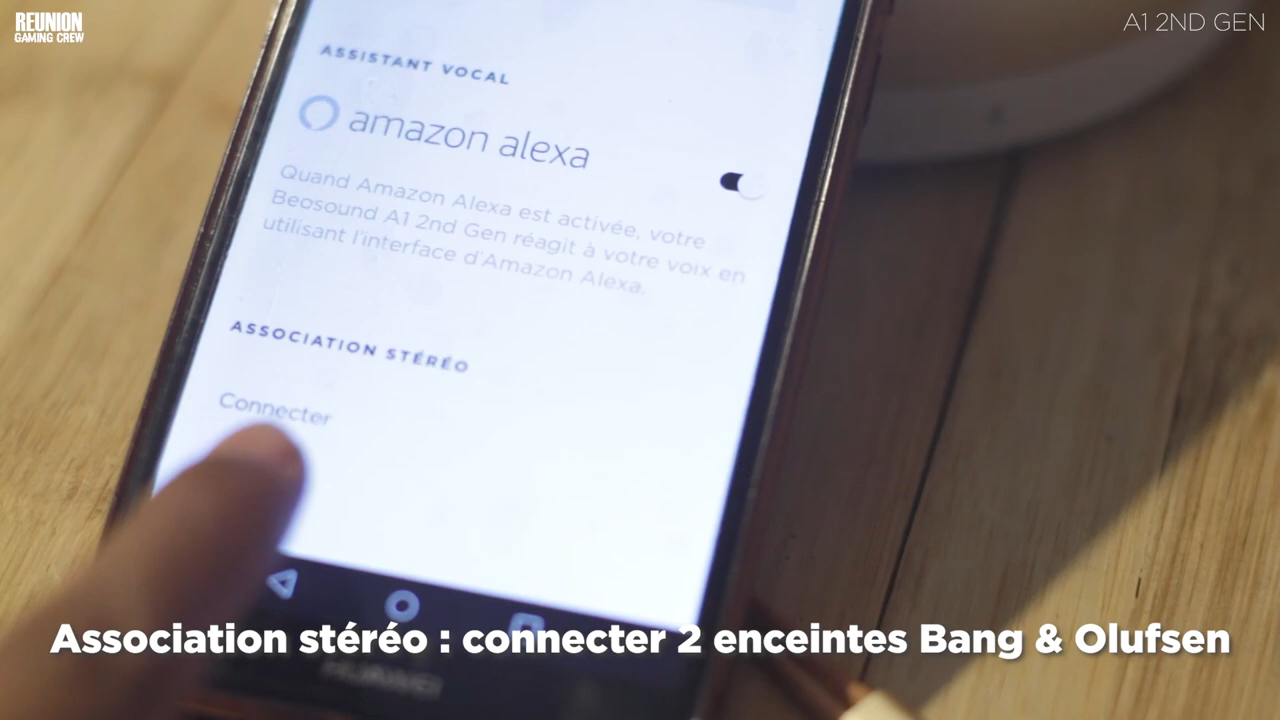 REUNION
GAMING CREW
A1 2ND GEN
ASSISTANT VOCAL
amazon alexa
Quand Amazon Alexa est activée, votre
Beosound A1 2nd Gen réagit à votre voix en
utilisant l'interface d'Amazon Alexa.
ASSOCIATION STÉRÉO
Connecter
Association stéréo : connecter 2 enceintes Bang & Olufsen
HUAWEI